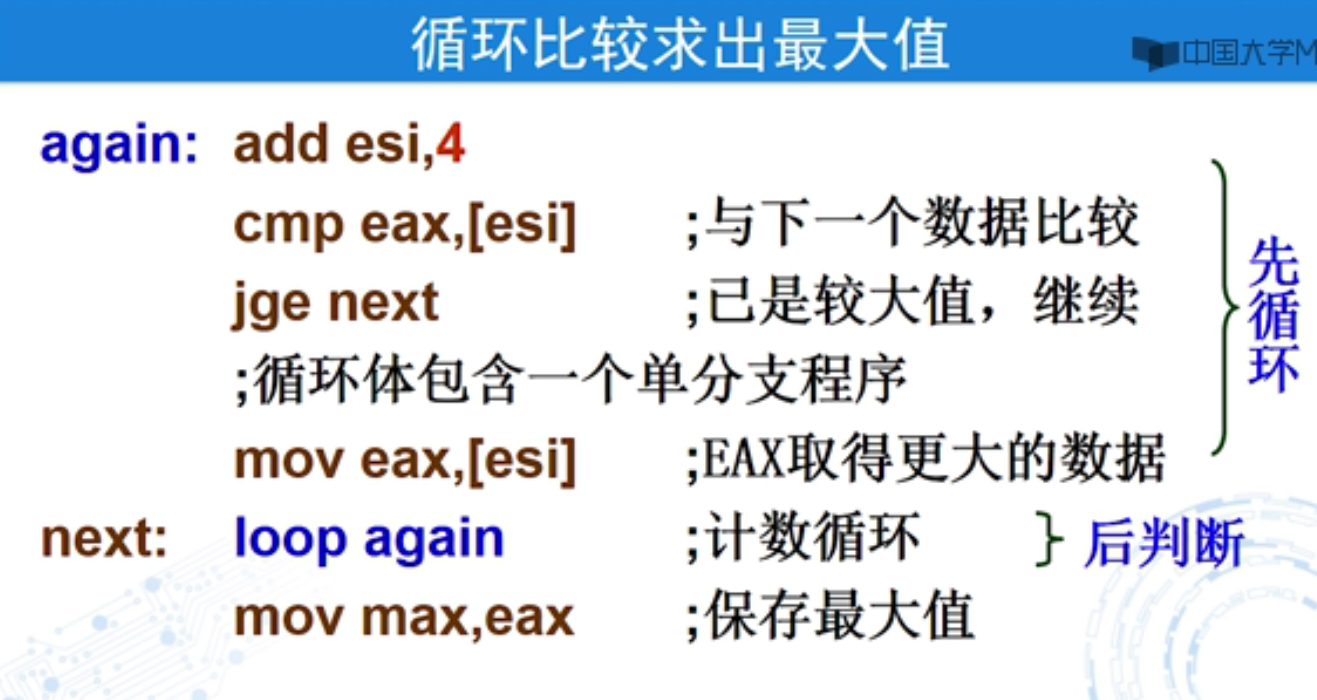 循环比较求出最大值
中国大学M
again: add esi,4
cmp eax,[esi] ;与下一个数据比较
jge next ;已是较大值，继续
;循环体包含一个单分支程序
mov eax,[esi] ;EAX取得更大的数据
先循环
next: loop again ;计数循环 } 后判断
mov max,eax ;保存最大值